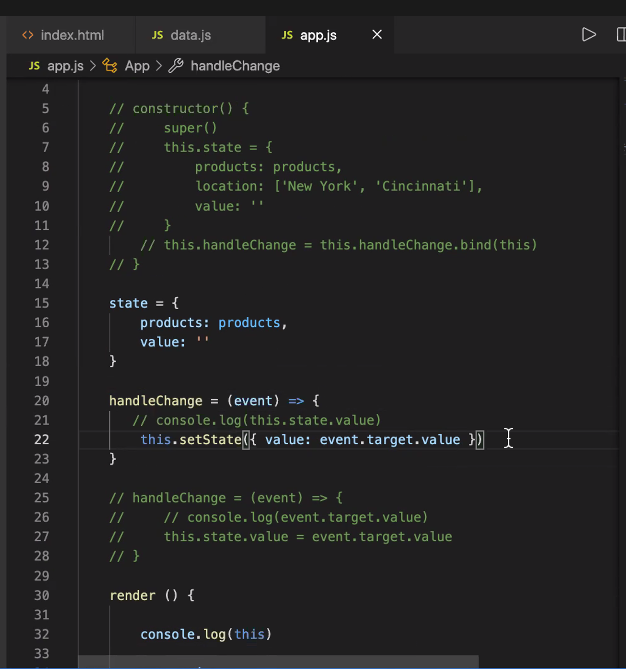 <> index.html JS data.js JS app.js ×
JS app.js > App > handleChange
4
5 // constructor() {
6 //     super()
7 //     this.state = {
8 //         products: products,
9 //         location: ['New York', 'Cincinnati'],
10 //         value: ''
11 //     }
12     // this.handleChange = this.handleChange.bind(this)
13 // }
14
15 state = {
16     products: products,
17     value: ''
18 }
19
20 handleChange = (event) => {
21    // console.log(this.state.value)
22     this.setState({ value: event.target.value })
23 }
24
25 // handleChange = (event) => {
26 //     // console.log(event.target.value)
27 //     this.state.value = event.target.value
28 // }
29
30 render () {
31
32     console.log(this)
33